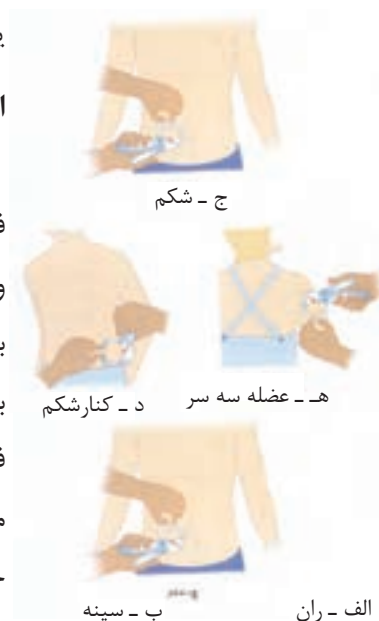 ج ـ شکم
هـ ـ عضله سه سر
د ـ کنارشکم
الف ـ ران
ب ـ سینه